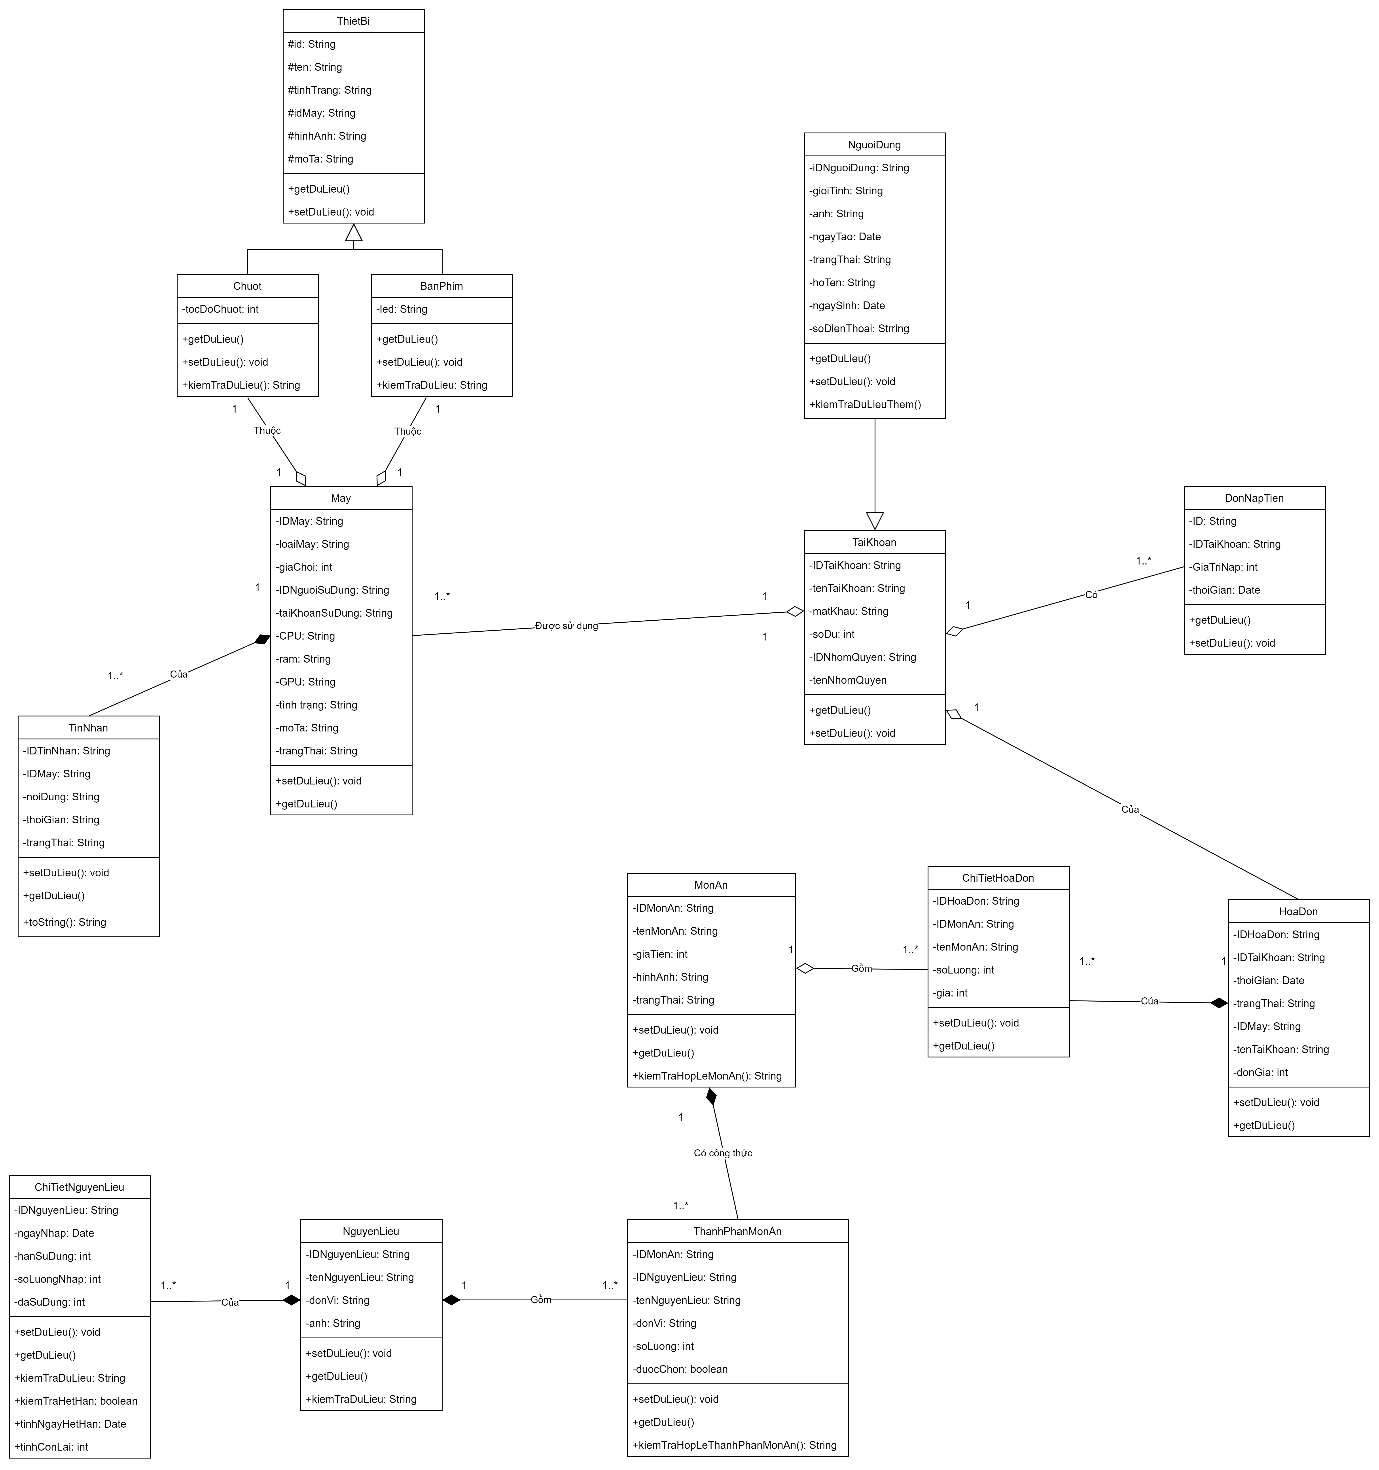 ThietBi
#id: String
#ten: String
#tinhTrang: String
#idMay: String
#hinhAnh: String
#moTa: String
+getDuLieu()
+setDuLieu(): void
Chuot
-tocDoChuot: int
+getDuLieu()
+setDuLieu(): void
+kiemTraDuLieu(): String
BanPhim
-led: String
+getDuLieu()
+setDuLieu(): void
+kiemTraDuLieu: String
1
Thuộc
1
1
Thuộc
1
May
-IDMay: String
-loaiMay: String
-giaChoi: int
-IDNguoiSuDung: String
-taiKhoanSuDung: String
-CPU: String
-ram: String
-GPU: String
-tình trạng: String
-moTa: String
-trangThai: String
+setDuLieu(): void
+getDuLieu()
1
Của
1..*
TinNhan
-IDTinNhan: String
-IDMay: String
-noiDung: String
-thoiGian: String
-trangThai: String
+setDuLieu(): void
+getDuLieu()
+toString(): String
NguoiDung
-iDNguoiDung: String
-gioiTinh: String
-anh: String
-ngayTao: Date
-trangThai: String
-hoTen: String
-ngaySinh: Date
-soDienThoai: Strring
+getDuLieu()
+setDuLieu(): void
+kiemTraDuLieuThem()
1..*
Được sử dụng
1
1
TaiKhoan
-IDTaiKhoan: String
-tenTaiKhoan: String
-matKhau: String
-soDu: int
-IDNhomQuyen: String
-tenNhomQuyen
+getDuLieu()
+setDuLieu(): void
1
Có
1..*
DonNapTien
-ID: String
-IDTaiKhoan: String
-GiaTriNap: int
-thoiGian: Date
+getDuLieu()
+setDuLieu(): void
1
Của
MonAn
-IDMonAn: String
-tenMonAn: String
-giaTien: int
-hinhAnh: String
-trangThai: String
+setDuLieu(): void
+getDuLieu()
+kiemTraHopLeMonAn(): String
1
Gồm
1..*
ChiTietHoaDon
-IDHoaDon: String
-IDMonAn: String
-tenMonAn: String
-soLuong: int
-gia: int
+setDuLieu(): void
+getDuLieu()
1..*
Của
1
HoaDon
-IDHoaDon: String
-IDTaiKhoan: String
-thoiGian: Date
-trangThai: String
-IDMay: String
-tenTaiKhoan: String
-donGia: int
+setDuLieu(): void
+getDuLieu()
1
Có công thức
1..*
ChiTietNguyenLieu
-IDNguyenLieu: String
-ngayNhap: Date
-hanSuDung: int
-soLuongNhap: int
-daSuDung: int
+setDuLieu(): void
+getDuLieu()
+kiemTraDuLieu: String
+kiemTraHetHan: boolean
+tinhNgayHetHan: Date
+tinhConLai: int
1..*
Của
1
NguyenLieu
-IDNguyenLieu: String
-tenNguyenLieu: String
-donVi: String
-anh: String
+setDuLieu(): void
+getDuLieu()
+kiemTraDuLieu: String
1
Gồm
1..*
ThanhPhanMonAn
-IDMonAn: String
-IDNguyenLieu: String
-tenNguyenLieu: String
-donVi: String
-soLuong: int
-duocChon: boolean
+setDuLieu(): void
+getDuLieu()
+kiemTraHopLeThanhPhanMonAn(): String